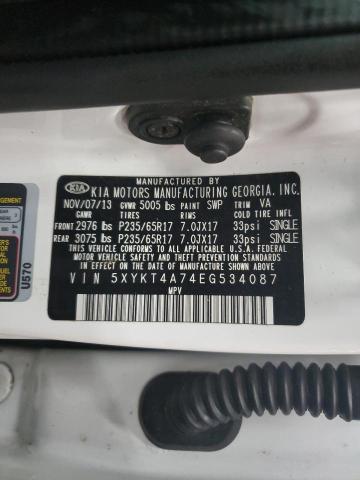 MANUFACTURED BY
KIA KIA MOTORS MANUFACTURING GEORGIA, INC.
NOV/07/13 GVWR 5005 lbs PAINT SWP TRIM VA
GAWR TIRES RIMS COLD TIRE INFL
FRONT 2976 lbs P235/65R17 7.0JX17 33psi SINGLE
REAR 3075 lbs P235/65R17 7.0JX17 33psi SINGLE
THIS VEHICLE CONFORMS TO ALL APPLICABLE U.S.A. FEDERAL
MOTOR VEHICLE SAFETY AND THEFT PREVENTION STANDARDS
IN EFFECT ON THE DATE OF MANUFACTURE SHOWN ABOVE.
VIN 5XYKT4A74EG534087
MPV
U570